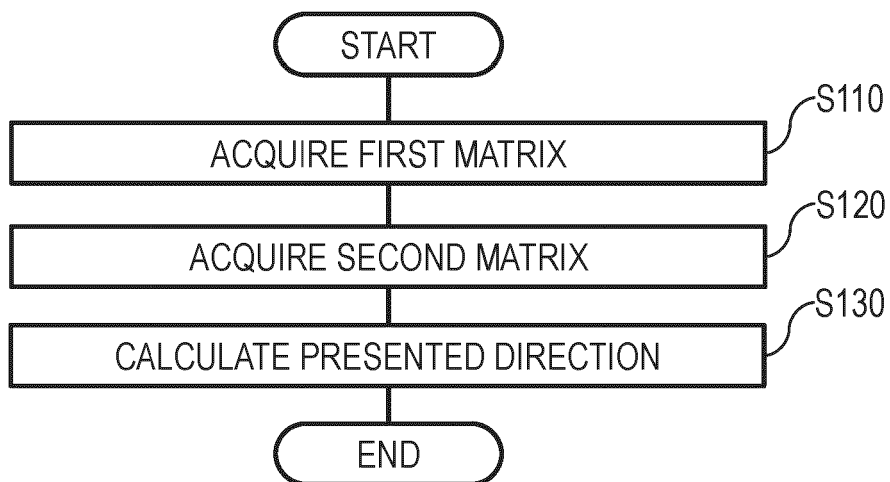 START
S110
ACQUIRE FIRST MATRIX
S120
ACQUIRE SECOND MATRIX
S130
CALCULATE PRESENTED DIRECTION
END